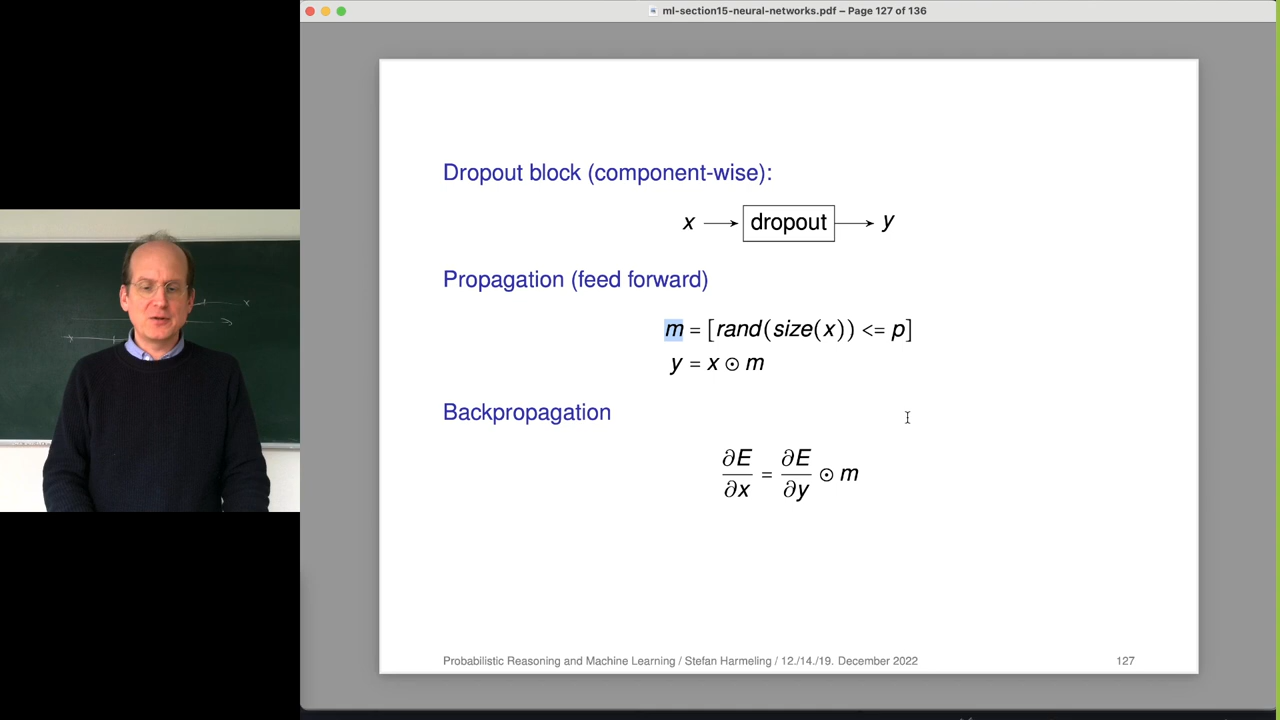 ml-section15-neural-networks.pdf – Page 127 of 136
Dropout block (component-wise):
x → dropout → y
Propagation (feed forward)
m = [rand(size(x)) <= p]
y = x ⊙ m
Backpropagation
∂E/∂x = ∂E/∂y ⊙ m
Probabilistic Reasoning and Machine Learning / Stefan Harmeling / 12./14./19. December 2022
127
x